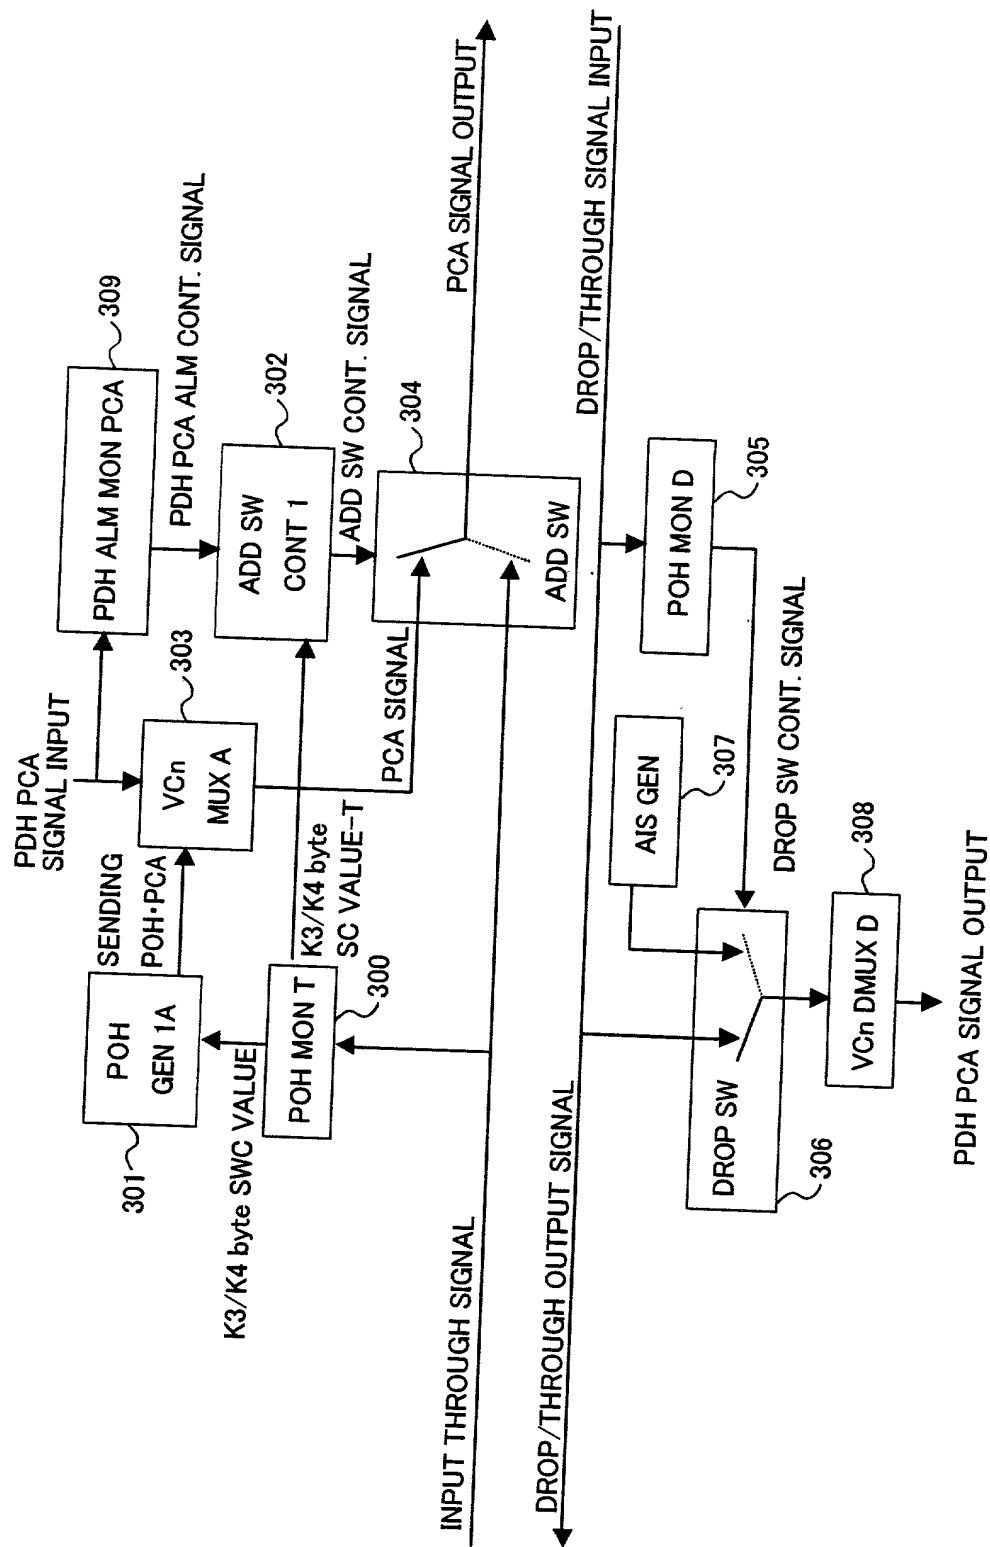 PDH PCA
SIGNAL INPUT
PDH ALM MON PCA
309
PDH PCA ALM CONT. SIGNAL
SENDING
POH·PCA
VCn
MUX A
303
POH
GEN 1A
301
ADD SW
CONT 1
302
ADD SW CONT. SIGNAL
K3/K4 byte SWC VALUE
POH MON T
300
K3/K4 byte
SC VALUE-T
PCA SIGNAL
304
ADD SW
PCA SIGNAL OUTPUT
INPUT THROUGH SIGNAL
DROP/THROUGH OUTPUT SIGNAL
DROP/THROUGH SIGNAL INPUT
POH MON D
305
AIS GEN
307
DROP SW CONT. SIGNAL
DROP SW
306
VCn DMUX D
308
PDH PCA SIGNAL OUTPUT